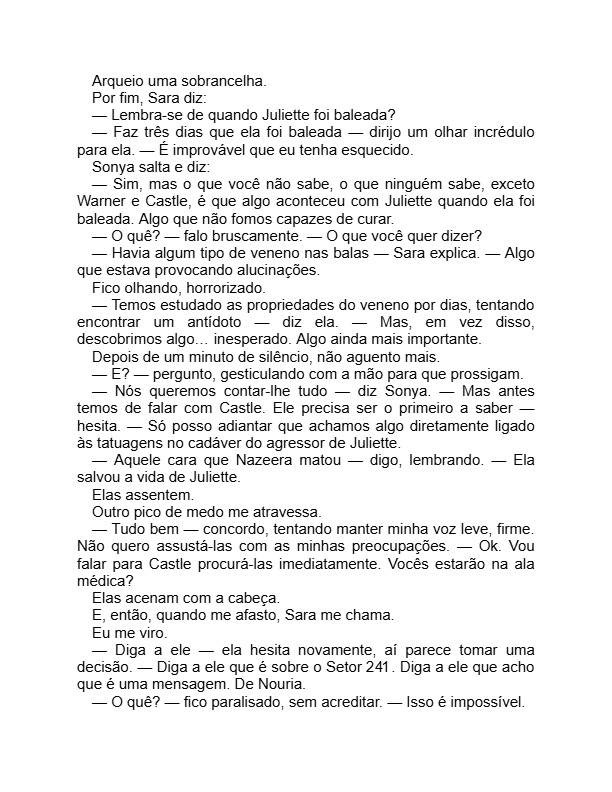 Arqueio uma sobrancelha.
Por fim, Sara diz:
— Lembra-se de quando Juliette foi baleada?
— Faz três dias que ela foi baleada — dirijo um olhar incrédulo
para ela. — É improvável que eu tenha esquecido.
Sonya salta e diz:
— Sim, mas o que você não sabe, o que ninguém sabe, exceto
Warner e Castle, é que algo aconteceu com Juliette quando ela foi
baleada. Algo que não fomos capazes de curar.
— O quê? — falo bruscamente. — O que você quer dizer?
— Havia algum tipo de veneno nas balas — Sara explica. — Algo
que estava provocando alucinações.
Fico olhando, horrorizado.
— Temos estudado as propriedades do veneno por dias, tentando
encontrar um antídoto — diz ela. — Mas, em vez disso,
descobrimos algo… inesperado. Algo ainda mais importante.
Depois de um minuto de silêncio, não aguento mais.
— E? — pergunto, gesticulando com a mão para que prossigam.
— Nós queremos contar-lhe tudo — diz Sonya. — Mas antes
temos de falar com Castle. Ele precisa ser o primeiro a saber —
hesita. — Só posso adiantar que achamos algo diretamente ligado
às tatuagens no cadáver do agressor de Juliette.
— Aquele cara que Nazeera matou — digo, lembrando. — Ela
salvou a vida de Juliette.
Elas assentem.
Outro pico de medo me atravessa.
— Tudo bem — concordo, tentando manter minha voz leve, firme.
Não quero assustá-las com as minhas preocupações. — Ok. Vou
falar para Castle procurá-las imediatamente. Vocês estarão na ala
médica?
Elas acenam com a cabeça.
E, então, quando me afasto, Sara me chama.
Eu me viro.
— Diga a ele — ela hesita novamente, aí parece tomar uma
decisão. — Diga a ele que é sobre o Setor 241. Diga a ele que acho
que é uma mensagem. De Nouria.
— O quê? — fico paralisado, sem acreditar. — Isso é impossível.